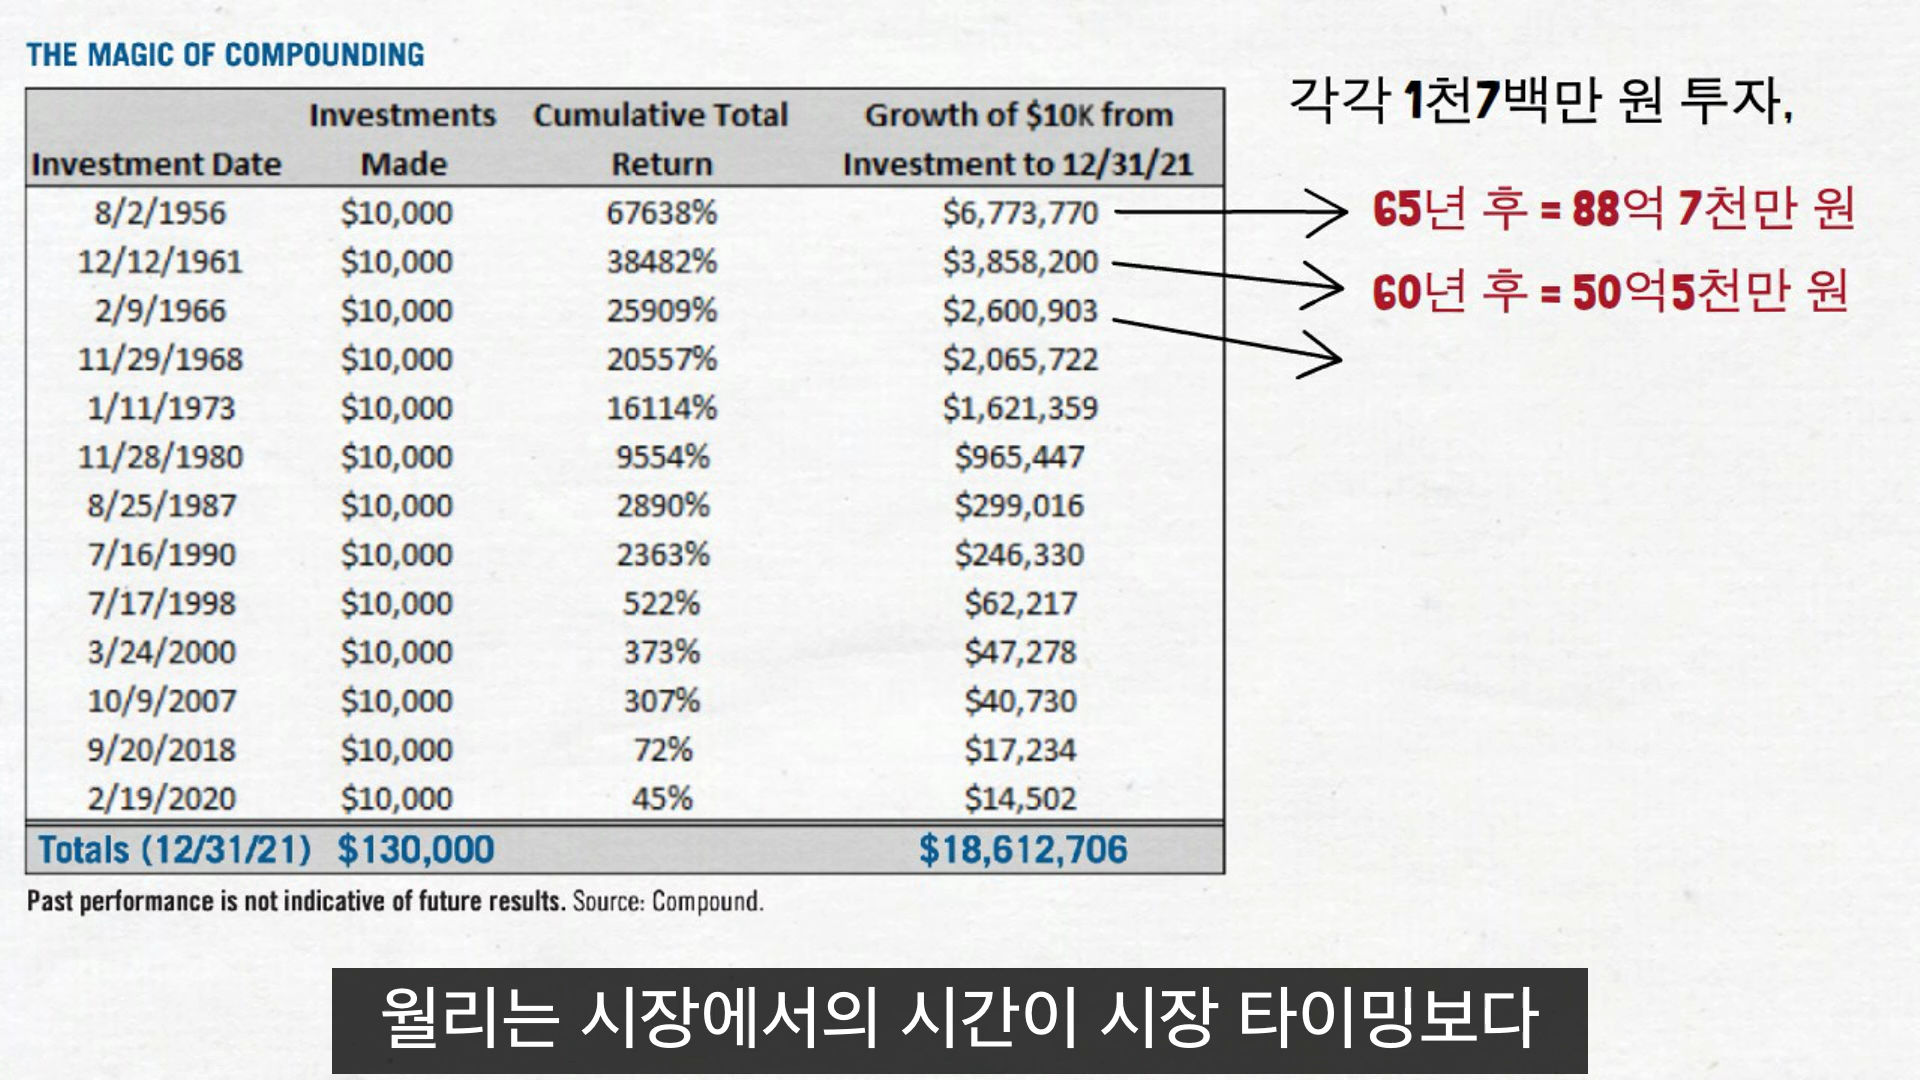 THE MAGIC OF COMPOUNDING
Investment Date Investments Made Cumulative Total Return Growth of $10K from Investment to 12/31/21
8/2/1956 $10,000 67638% $6,773,770
12/12/1961 $10,000 38482% $3,858,200
2/9/1966 $10,000 25909% $2,600,903
11/29/1968 $10,000 20557% $2,065,722
1/11/1973 $10,000 16114% $1,621,359
11/28/1980 $10,000 9554% $965,447
8/25/1987 $10,000 2890% $299,016
7/16/1990 $10,000 2363% $246,330
7/17/1998 $10,000 522% $62,217
3/24/2000 $10,000 373% $47,278
10/9/2007 $10,000 307% $40,730
9/20/2018 $10,000 72% $17,234
2/19/2020 $10,000 45% $14,502
Totals (12/31/21) $130,000 $18,612,706
Past performance is not indicative of future results. Source: Compound.
각각 1천7백만 원 투자,
65년 후 = 88억 7천만 원
60년 후 = 50억5천만 원
월리는 시장에서의 시간이 시장 타이밍보다